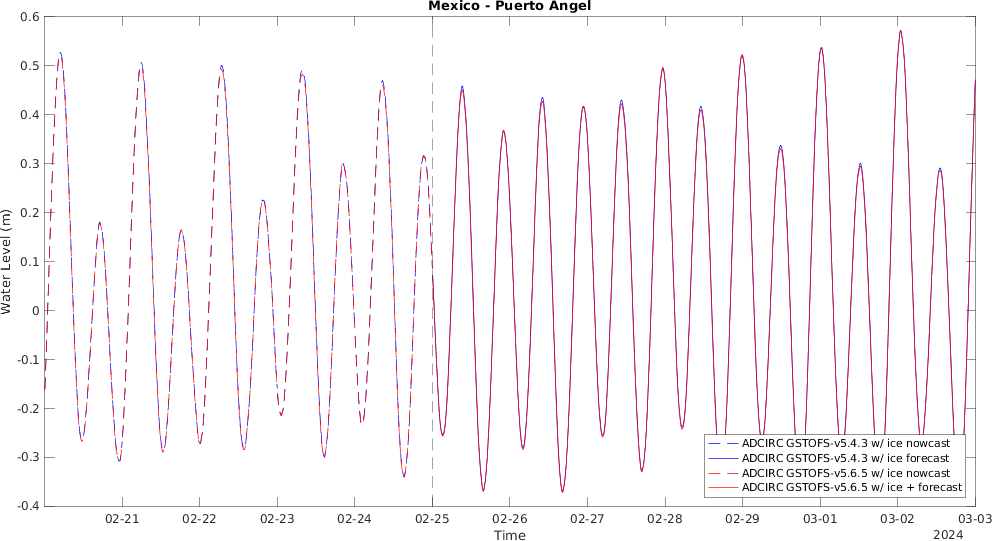 Mexico - Puerto Angel
0.6
0.5
0.4
0.3
0.2
0.1
0
-0.1
-0.2
-0.3
-0.4
Water Level (m)
ADCIRC GSTOFS-v5.4.3 w/ ice nowcast
ADCIRC GSTOFS-v5.4.3 w/ ice forecast
ADCIRC GSTOFS-v5.6.5 w/ ice nowcast
ADCIRC GSTOFS-v5.6.5 w/ ice + forecast
02-21 02-22 02-23 02-24 02-25 02-26 02-27 02-28 02-29 03-01 03-02 03-03
Time
2024